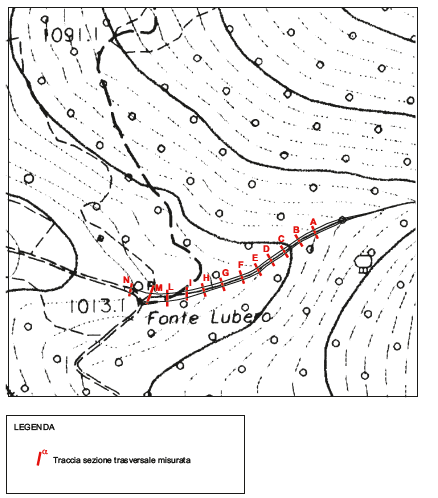 1091.1
A
B
C
D
E
F
G
H
I
L
M
N
1013.1
Fonte Lubero
LEGENDA
α
Traccia sezione trasversale misurata